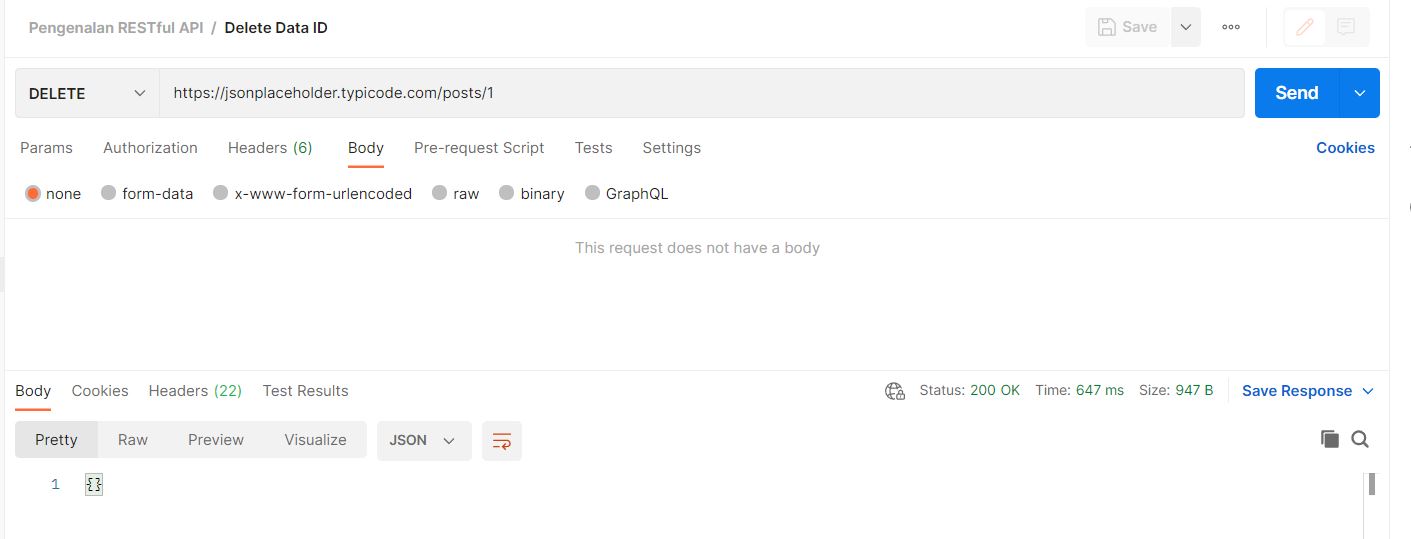 Pengenalan RESTful API / Delete Data ID
Save
DELETE https://jsonplaceholder.typicode.com/posts/1 Send
Params Authorization Headers (6) Body Pre-request Script Tests Settings Cookies
none form-data x-www-form-urlencoded raw binary GraphQL
This request does not have a body
Body Cookies Headers (22) Test Results Status: 200 OK Time: 647 ms Size: 947 B Save Response
Pretty Raw Preview Visualize JSON
1 {}